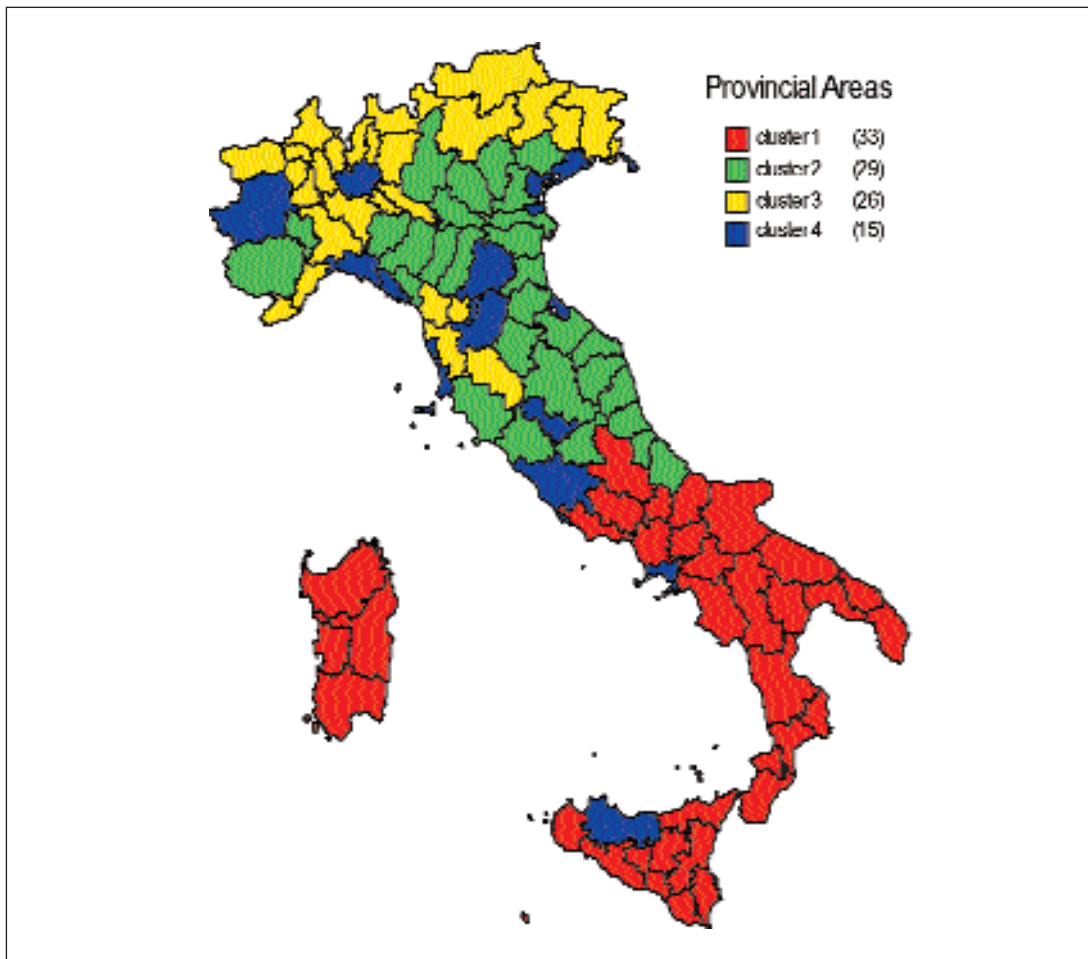 Provincial Areas
cluster1 (33)
cluster2 (29)
cluster3 (26)
cluster4 (15)